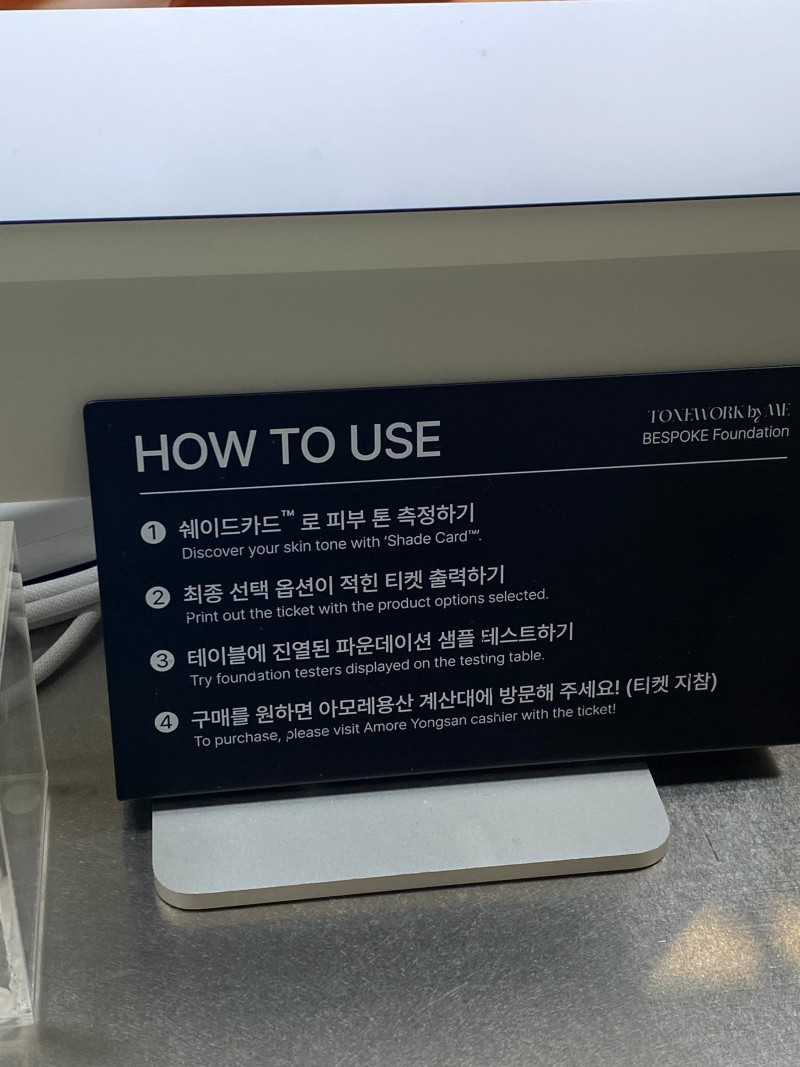 HOW TO USE
TONEWORK by ME
BESPOKE Foundation
1 쉐이드카드™ 로 피부 톤 측정하기
Discover your skin tone with ‘Shade Card™’.
2 최종 선택 옵션이 적힌 티켓 출력하기
Print out the ticket with the product options selected.
3 테이블에 진열된 파운데이션 샘플 테스트하기
Try foundation testers displayed on the testing table.
4 구매를 원하면 아모레용산 계산대에 방문해 주세요! (티켓 지참)
To purchase, please visit Amore Yongsan cashier with the ticket!